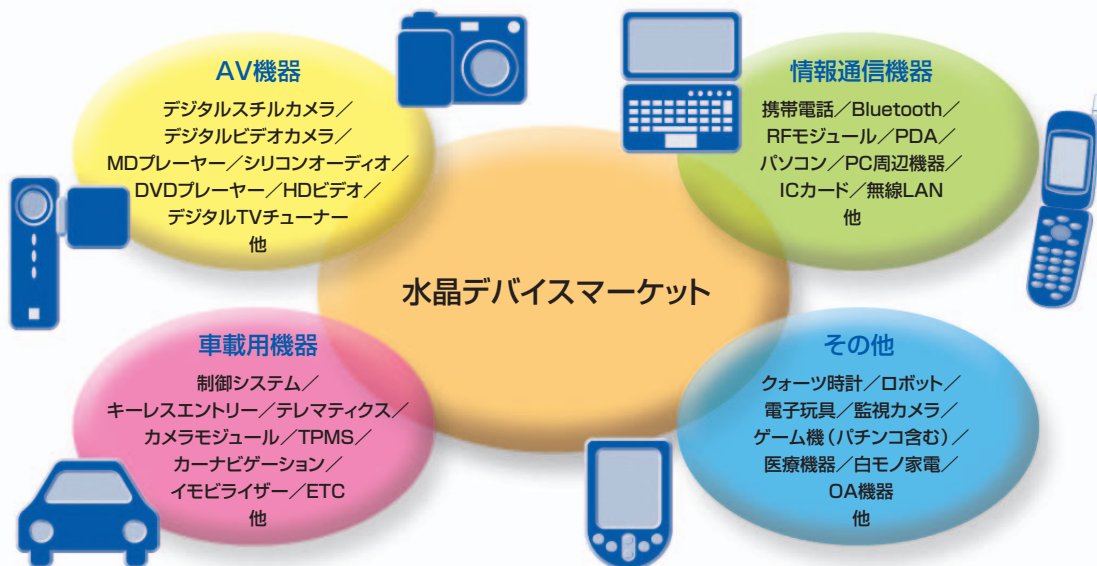 AV機器
デジタルスチルカメラ／
デジタルビデオカメラ／
MDプレーヤー／シリコンオーディオ／
DVDプレーヤー／HDビデオ／
デジタルTVチューナー
他
情報通信機器
携帯電話／Bluetooth／
RFモジュール／PDA／
パソコン／PC周辺機器／
ICカード／無線LAN
他
水晶デバイスマーケット
車載用機器
制御システム／
キーレスエントリー／テレマティクス／
カメラモジュール／TPMS／
カーナビゲーション／
イモビライザー／ETC
他
その他
クォーツ時計／ロボット／
電子玩具／監視カメラ／
ゲーム機（パチンコ含む）／
医療機器／白モノ家電／
OA機器
他